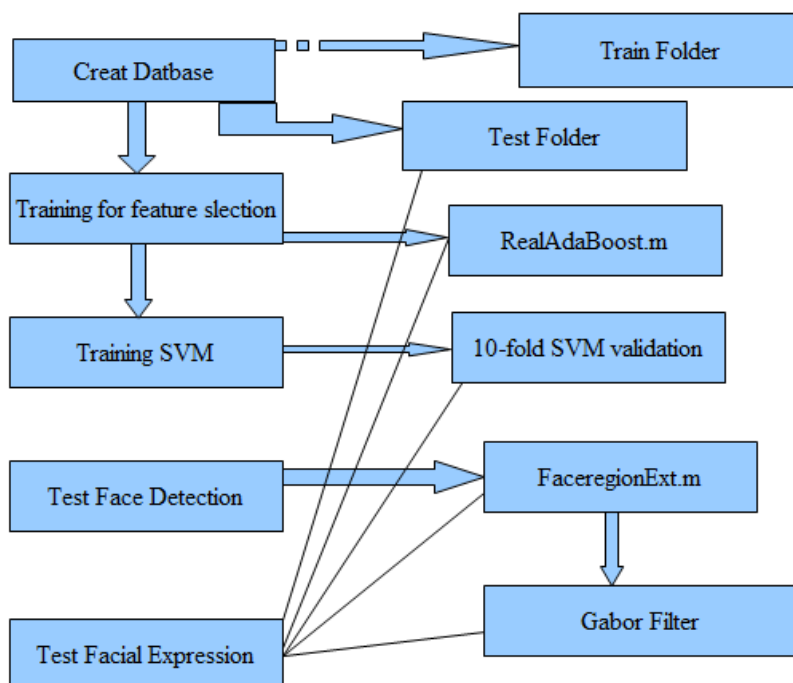 Creat Datbase
Train Folder
Test Folder
Training for feature slection
RealAdaBoost.m
Training SVM
10-fold SVM validation
Test Face Detection
FaceregionExt.m
Test Facial Expression
Gabor Filter